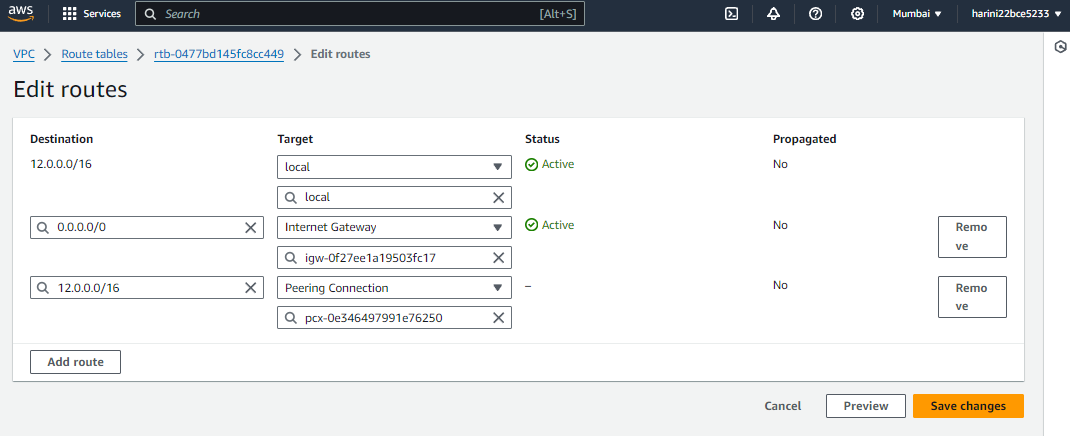 aws Services Search [Alt+S] Mumbai harini22bce5233
VPC Route tables rtb-0477bd145fc8cc449 Edit routes
Edit routes
Destination Target Status Propagated
12.0.0.0/16 local Active No
local
0.0.0.0/0 Internet Gateway Active No Remo
ve
igw-0f27ee1a19503fc17
12.0.0.0/16 Peering Connection – No Remo
ve
pcx-0e346497991e76250
Add route
Cancel Preview Save changes